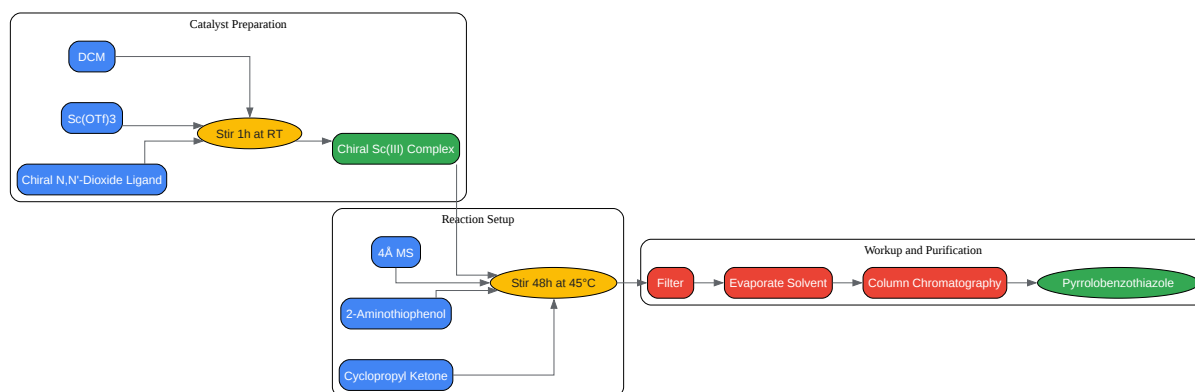 Catalyst Preparation
DCM
Sc(OTf)3
Stir 1h at RT
Chiral Sc(III) Complex
Chiral N,N'-Dioxide Ligand
Reaction Setup
4Å MS
2-Aminothiophenol
Cyclopropyl Ketone
Stir 48h at 45°C
Workup and Purification
Filter
Evaporate Solvent
Column Chromatography
Pyrrolobenzothiazole